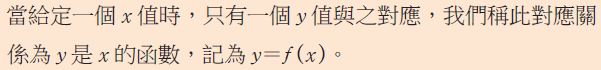 當給定一個 x 值時,只有一個 y 值與之對應,我們稱此對應關
係為 y 是 x 的函數,記為 y=f(x)。